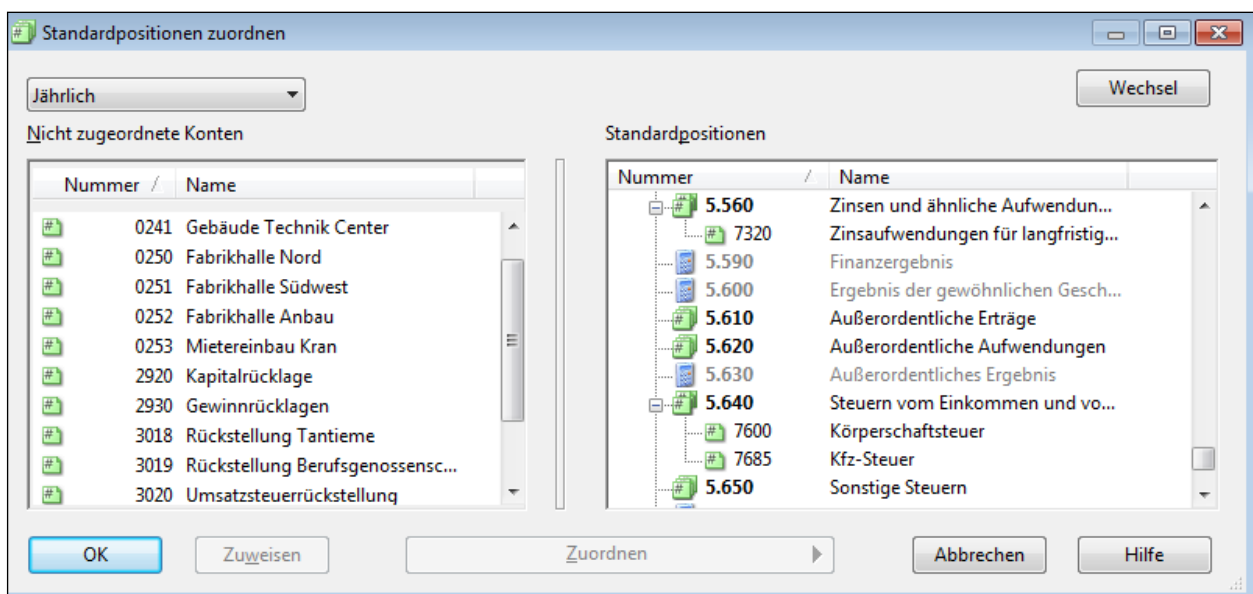 Standardpositionen zuordnen
Jährlich
Wechsel
Nicht zugeordnete Konten
Standardpositionen
Nummer Name
0241 Gebäude Technik Center
0250 Fabrikhalle Nord
0251 Fabrikhalle Südwest
0252 Fabrikhalle Anbau
0253 Mietereinbau Kran
2920 Kapitalrücklage
2930 Gewinnrücklagen
3018 Rückstellung Tantieme
3019 Rückstellung Berufsgenossensc...
3020 Umsatzsteuerrückstellung
Nummer Name
5.560 Zinsen und ähnliche Aufwendun...
7320 Zinsaufwendungen für langfristig...
5.590 Finanzergebnis
5.600 Ergebnis der gewöhnlichen Gesch...
5.610 Außerordentliche Erträge
5.620 Außerordentliche Aufwendungen
5.630 Außerordentliches Ergebnis
5.640 Steuern vom Einkommen und vo...
7600 Körperschaftsteuer
7685 Kfz-Steuer
5.650 Sonstige Steuern
OK
Zuweisen
Zuordnen
Abbrechen
Hilfe